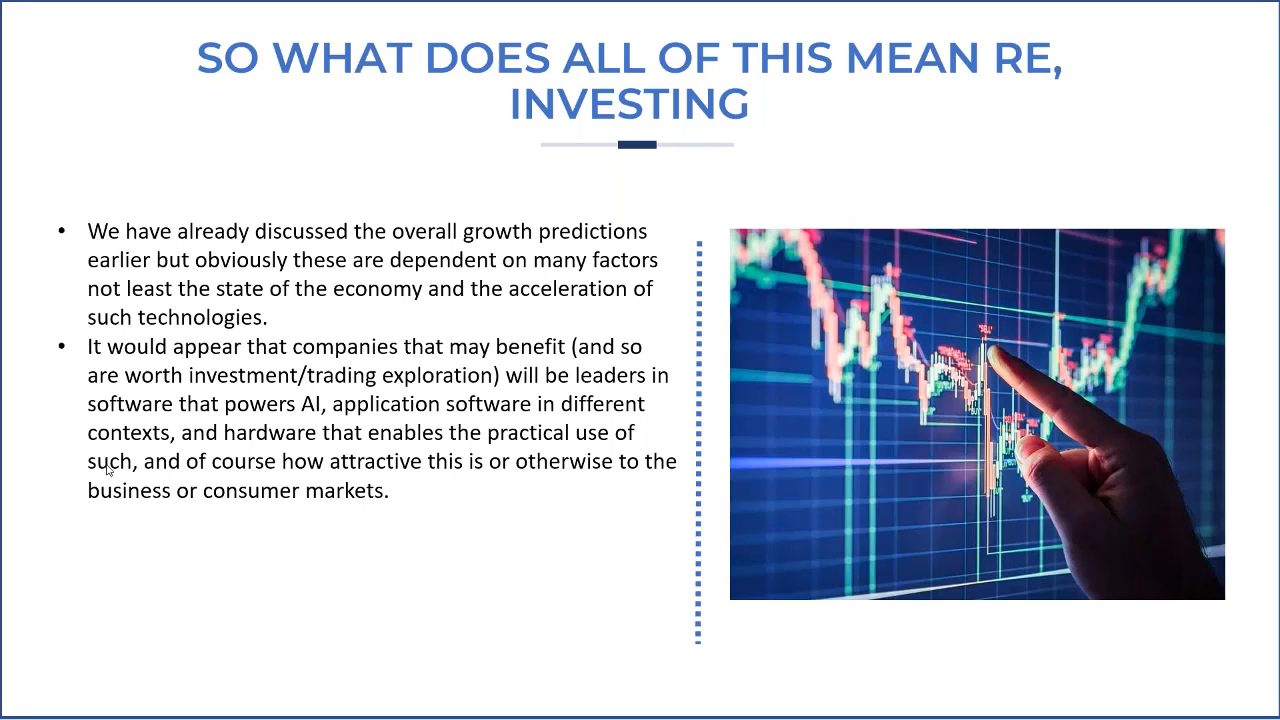 SO WHAT DOES ALL OF THIS MEAN RE,
INVESTING
• We have already discussed the overall growth predictions
earlier but obviously these are dependent on many factors
not least the state of the economy and the acceleration of
such technologies.
• It would appear that companies that may benefit (and so
are worth investment/trading exploration) will be leaders in
software that powers AI, application software in different
contexts, and hardware that enables the practical use of
such, and of course how attractive this is or otherwise to the
business or consumer markets.